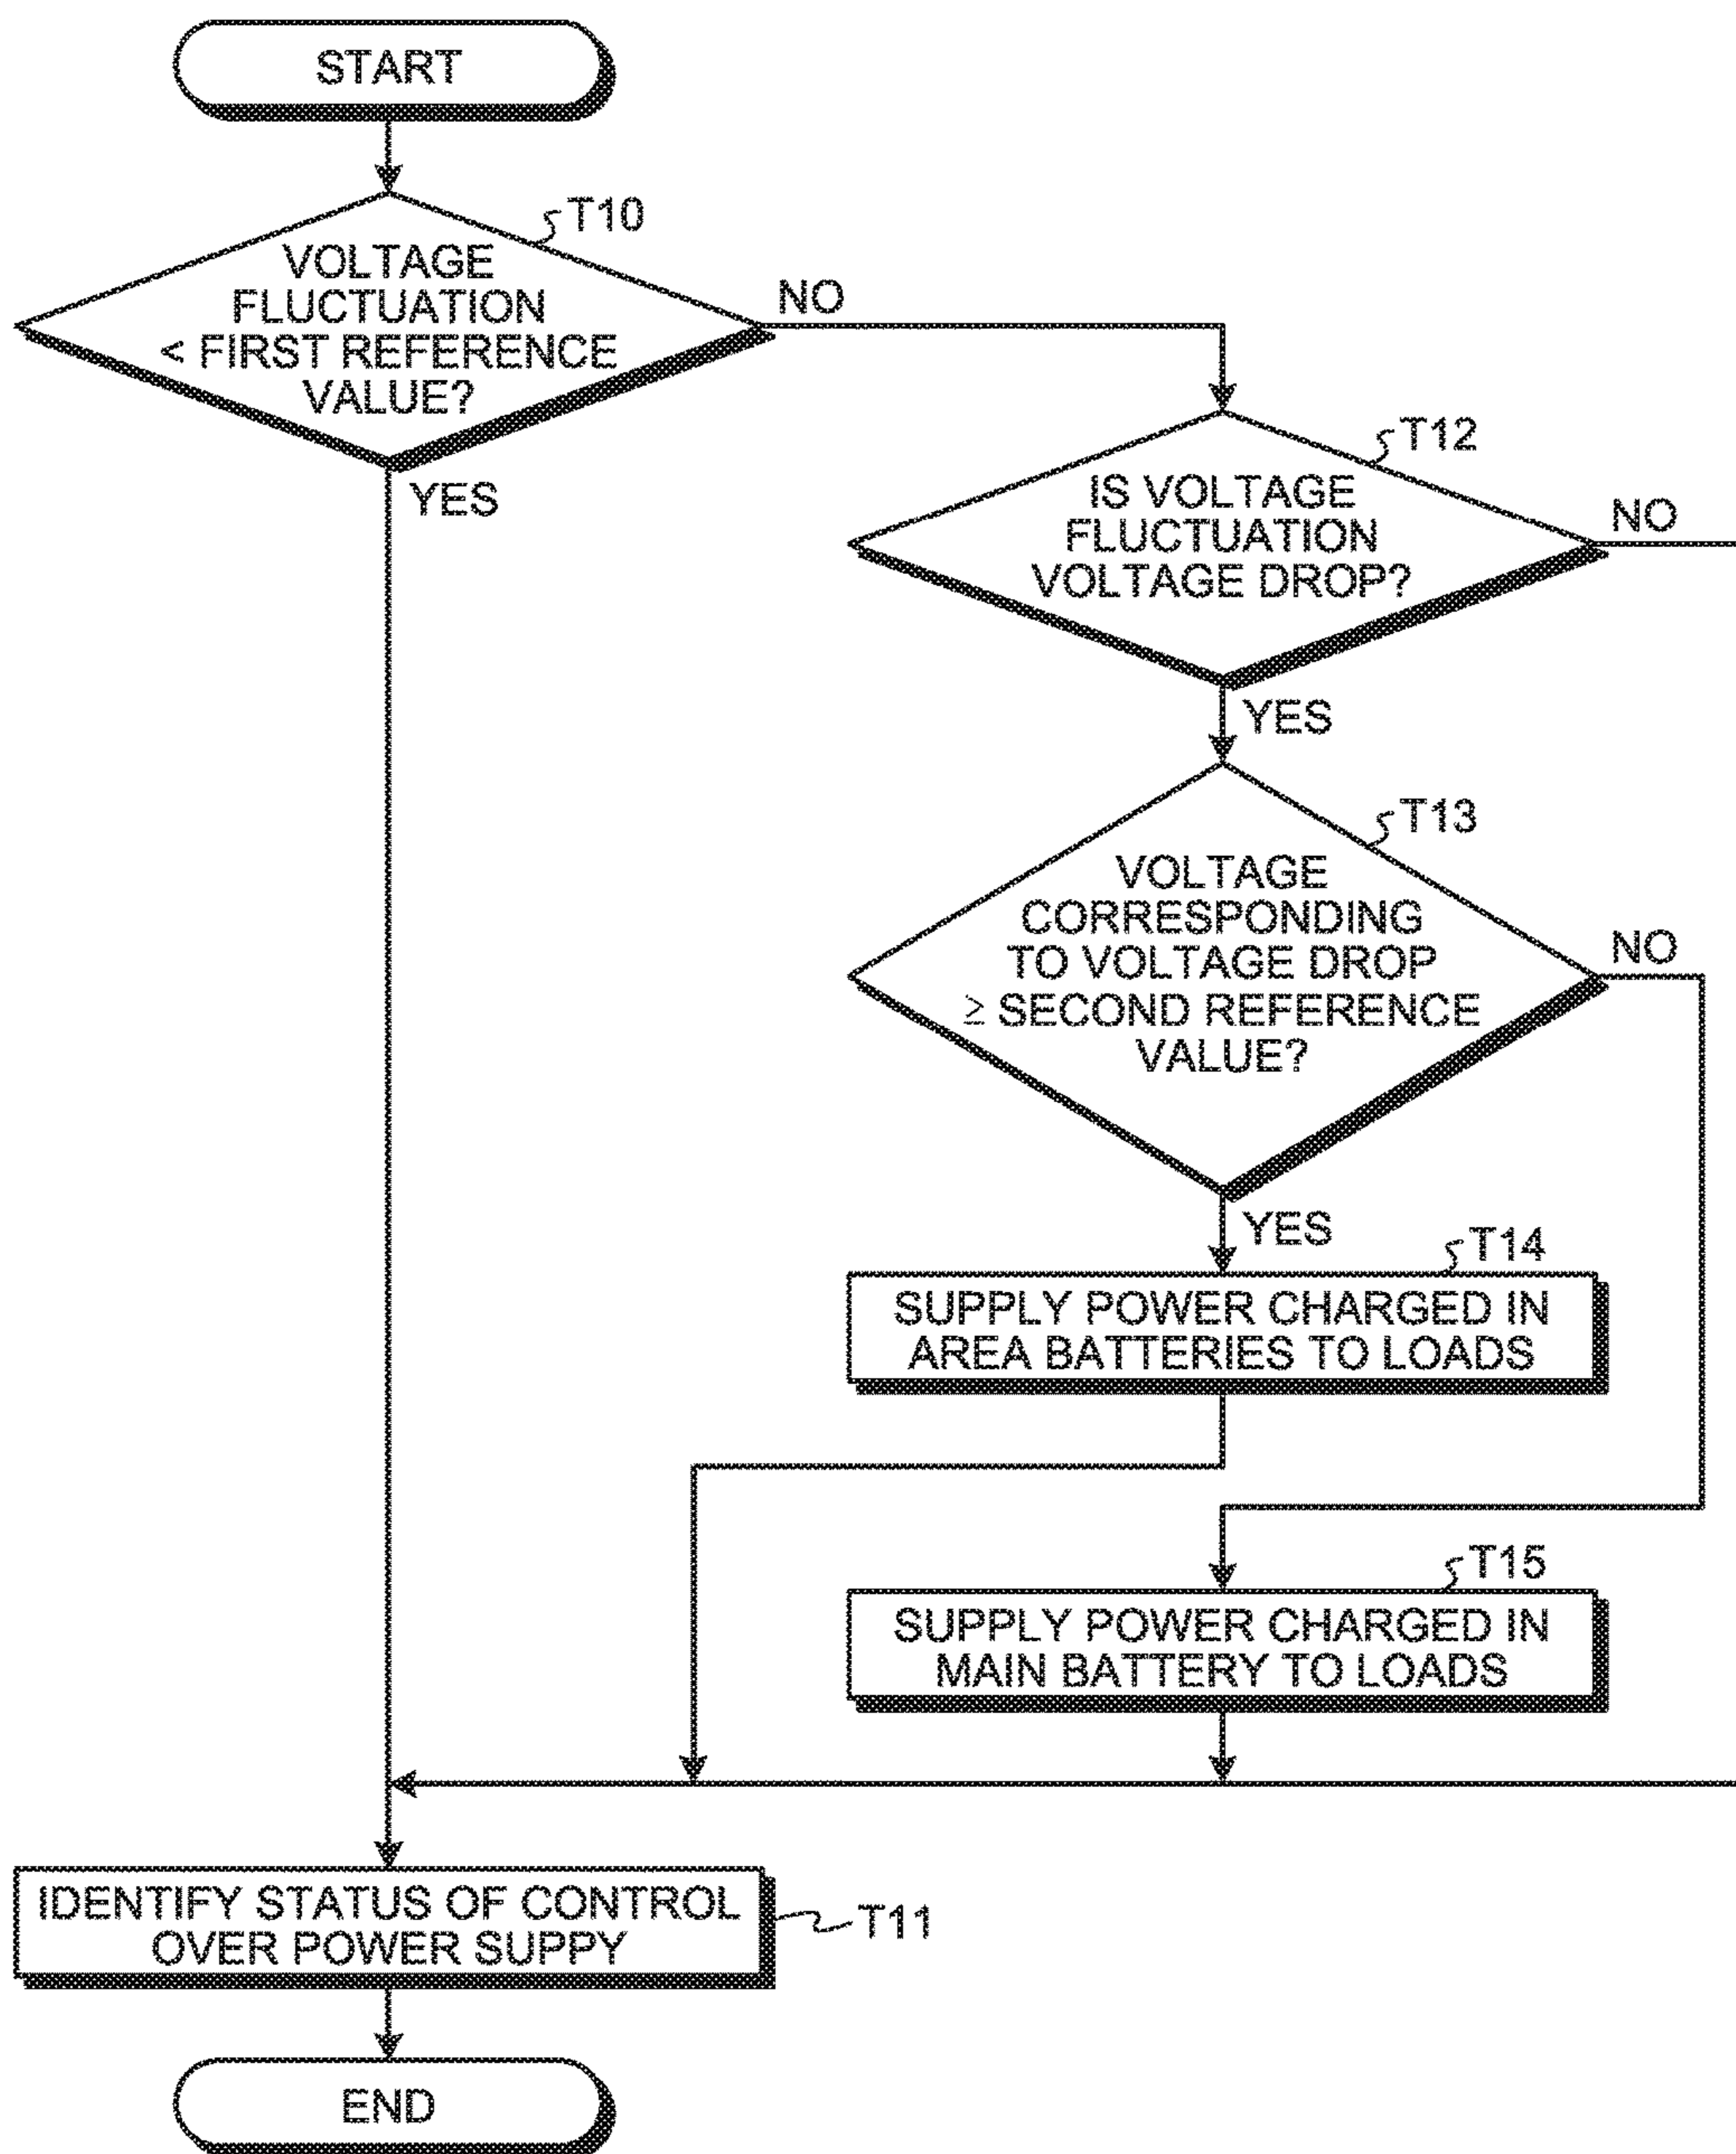 START
T10
VOLTAGE
FLUCTUATION
< FIRST REFERENCE
VALUE?
NO
YES
T12
IS VOLTAGE
FLUCTUATION
VOLTAGE DROP?
NO
YES
T13
VOLTAGE
CORRESPONDING
TO VOLTAGE DROP
≥ SECOND REFERENCE
VALUE?
NO
YES
T14
SUPPLY POWER CHARGED IN
AREA BATTERIES TO LOADS
T15
SUPPLY POWER CHARGED IN
MAIN BATTERY TO LOADS
IDENTIFY STATUS OF CONTROL
OVER POWER SUPPY
T11
END